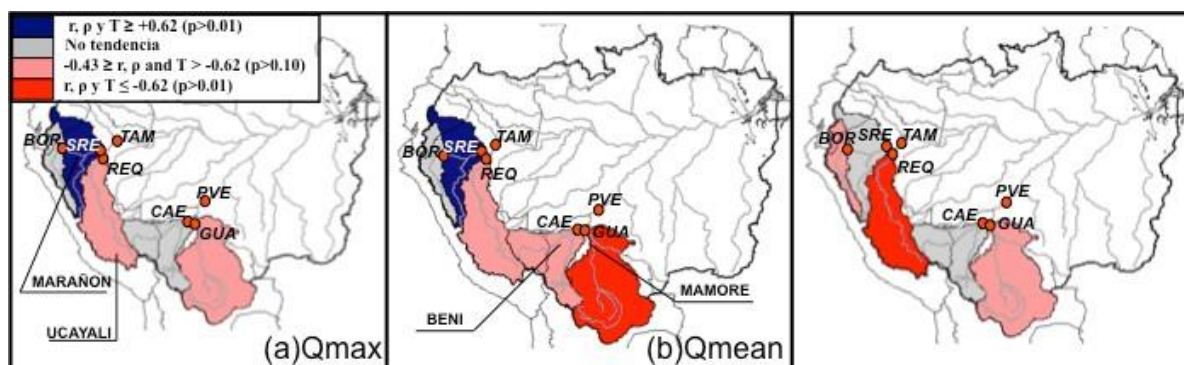 r, ρ y T ≥ +0.62 (p>0.01)
No tendencia
-0.43 ≥ r, ρ and T > -0.62 (p>0.10)
r, ρ y T ≤ -0.62 (p>0.01)
BOR
SRE
TAM
REQ
PVE
CAE
GUA
MARAÑON
UCAYALI
(a)Qmax
BOR
SRE
TAM
REQ
PVE
CAE
GUA
MAMORE
BENI
(b)Qmean
BOR
SRE
TAM
REQ
PVE
CAE
GUA